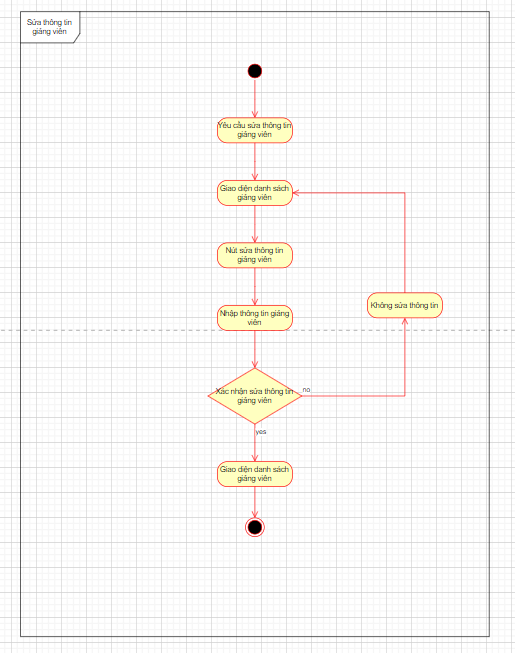 Sửa thông tin
giảng viên
Yêu cầu sửa thông tin
giảng viên
Giao diện danh sách
giảng viên
Nút sửa thông tin
giảng viên
Nhập thông tin giảng
viên
Không sửa thông tin
Xác nhận sửa thông tin
giảng viên
no
yes
Giao diện danh sách
giảng viên